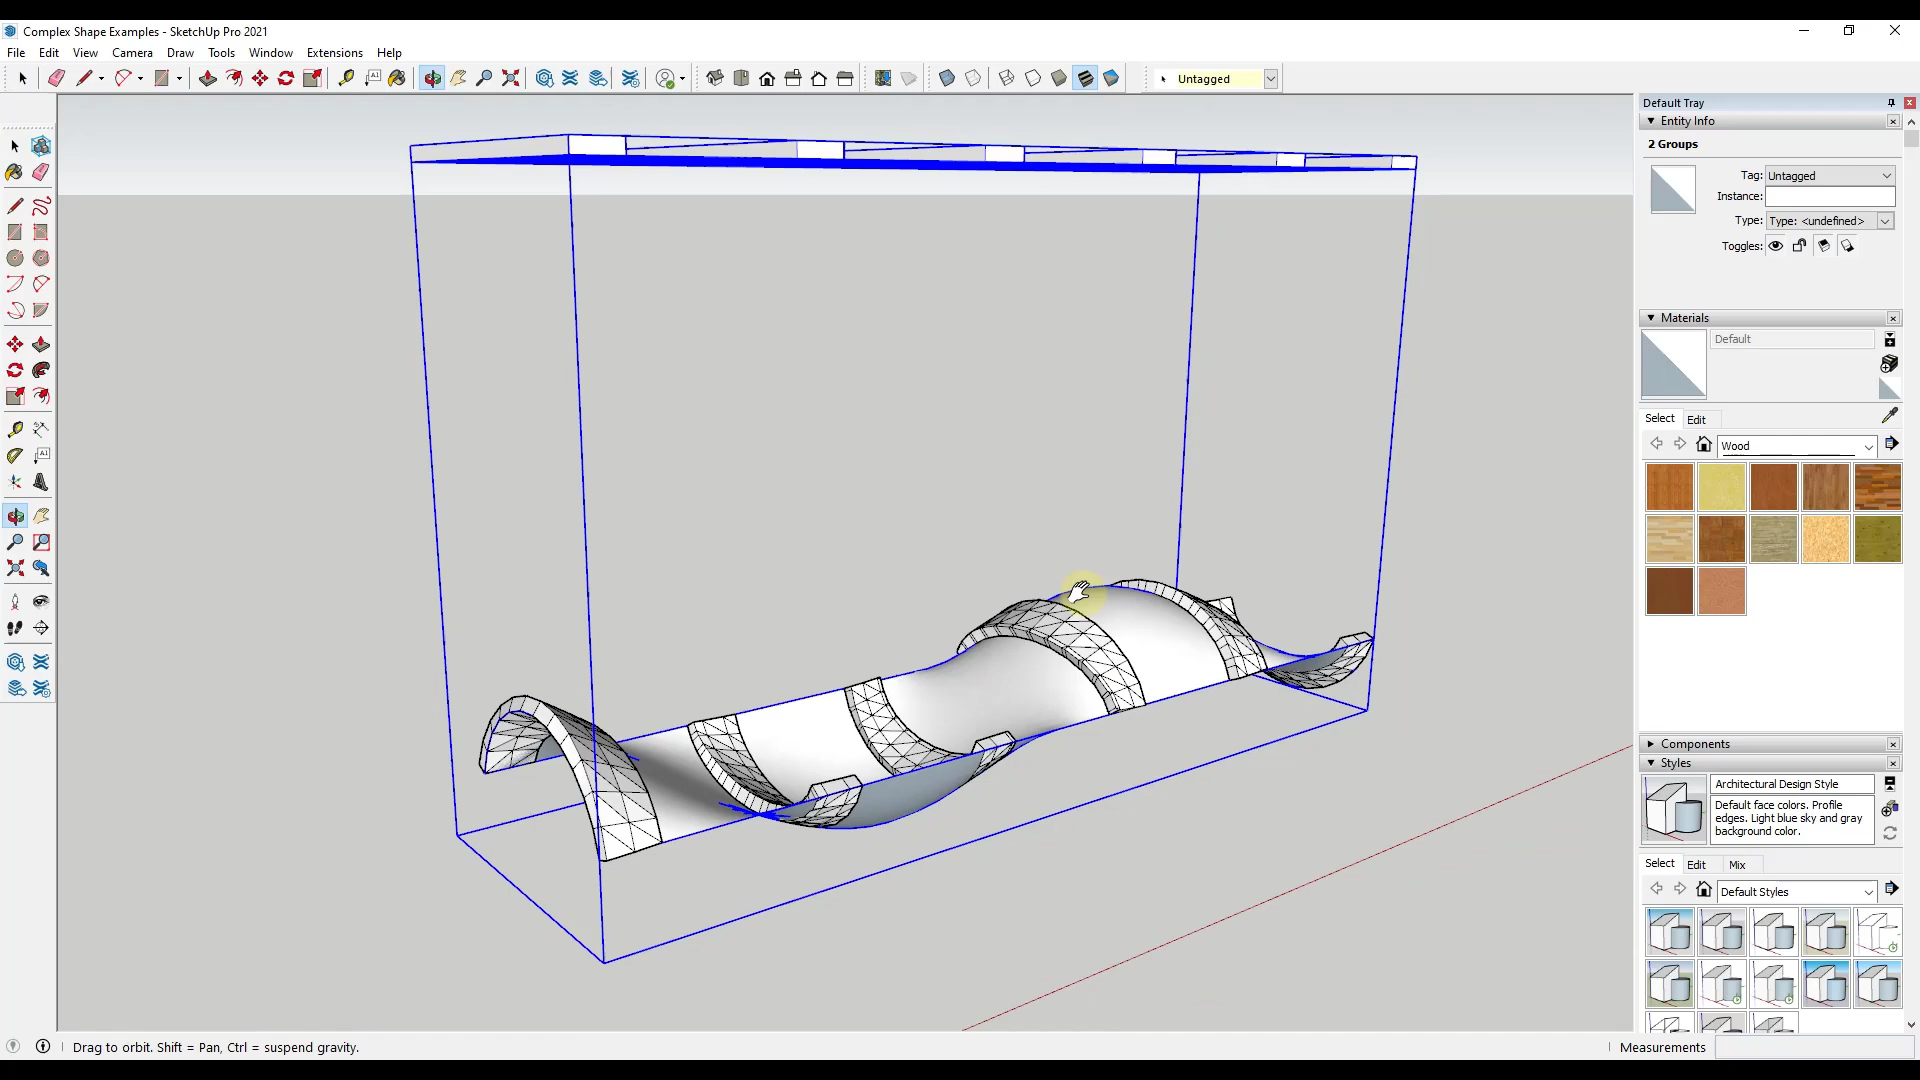 Complex Shape Examples - SketchUp Pro 2021
File Edit View Camera Draw Tools Window Extensions Help
Untagged
Default Tray
Entity Info
2 Groups
Tag: Untagged
Instance:
Type: Type: <undefined>
Toggles:
Materials
Default
Select Edit
Wood
Components
Styles
Architectural Design Style
Default face colors. Profile
edges. Light blue sky and gray
background color.
Select Edit Mix
Default Styles
Drag to orbit. Shift = Pan, Ctrl = suspend gravity.
Measurements